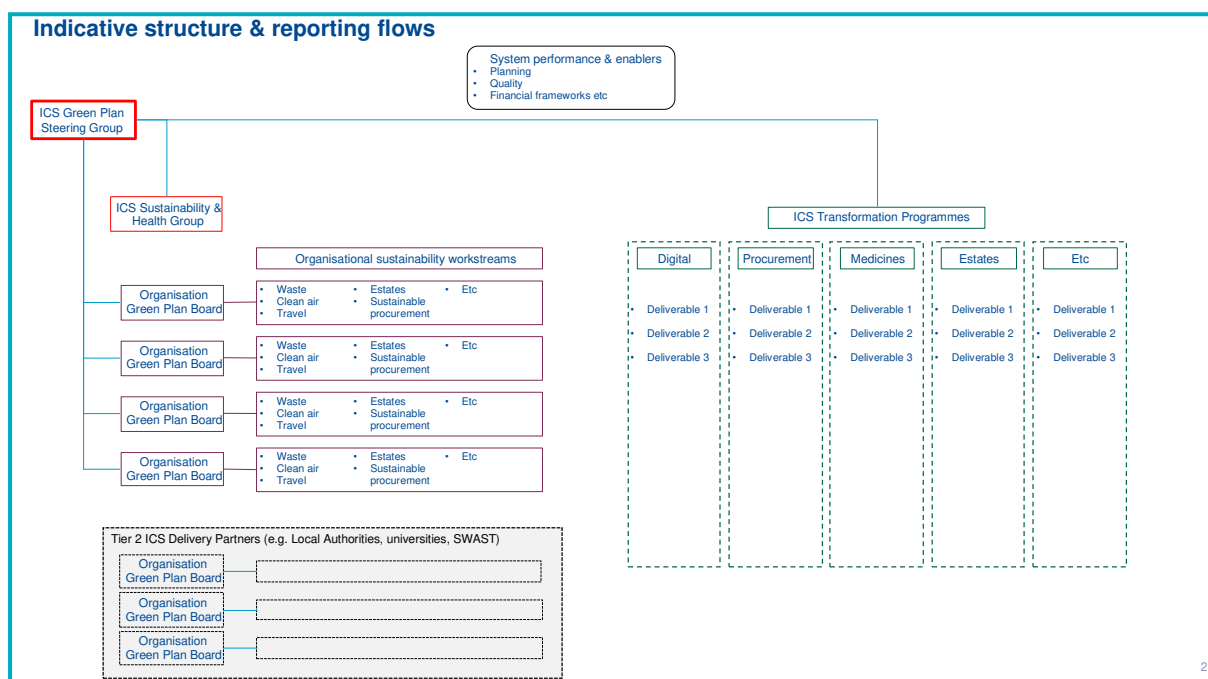 Indicative structure & reporting flows
System performance & enablers
• Planning
• Quality
• Financial frameworks etc
ICS Green Plan
Steering Group
ICS Sustainability &
Health Group
ICS Transformation Programmes
Organisational sustainability workstreams
Organisation
Green Plan Board
• Waste
• Clean air
• Travel
• Estates
• Sustainable
procurement
• Etc
Organisation
Green Plan Board
• Waste
• Clean air
• Travel
• Estates
• Sustainable
procurement
• Etc
Organisation
Green Plan Board
• Waste
• Clean air
• Travel
• Estates
• Sustainable
procurement
• Etc
Organisation
Green Plan Board
• Waste
• Clean air
• Travel
• Estates
• Sustainable
procurement
• Etc
Digital
• Deliverable 1
• Deliverable 2
• Deliverable 3
Procurement
• Deliverable 1
• Deliverable 2
• Deliverable 3
Medicines
• Deliverable 1
• Deliverable 2
• Deliverable 3
Estates
• Deliverable 1
• Deliverable 2
• Deliverable 3
Etc
• Deliverable 1
• Deliverable 2
• Deliverable 3
Tier 2 ICS Delivery Partners (e.g. Local Authorities, universities, SWAST)
Organisation
Green Plan Board
Organisation
Green Plan Board
Organisation
Green Plan Board
2